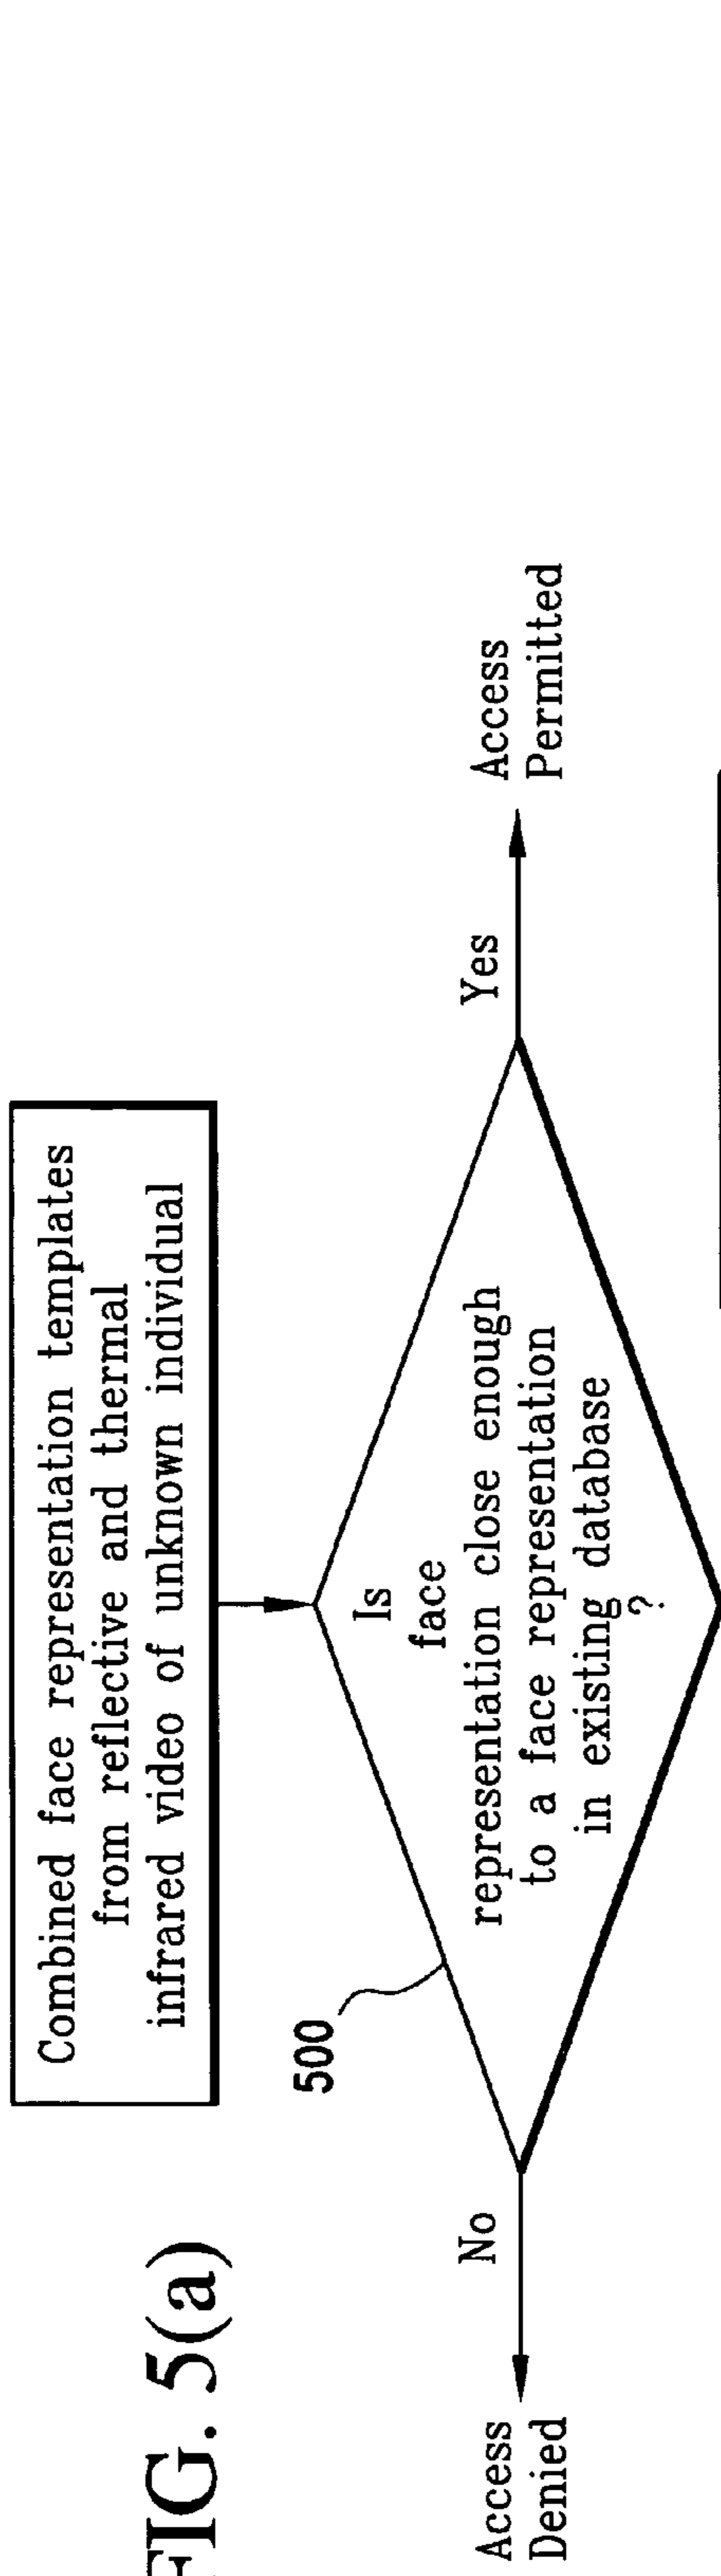 FIG. 5(a)
Combined face representation templates
from reflective and thermal
infrared video of unknown individual
500
Is
face
representation close enough
to a face representation
in existing database
?
No
Yes
Access
Denied
Access
Permitted